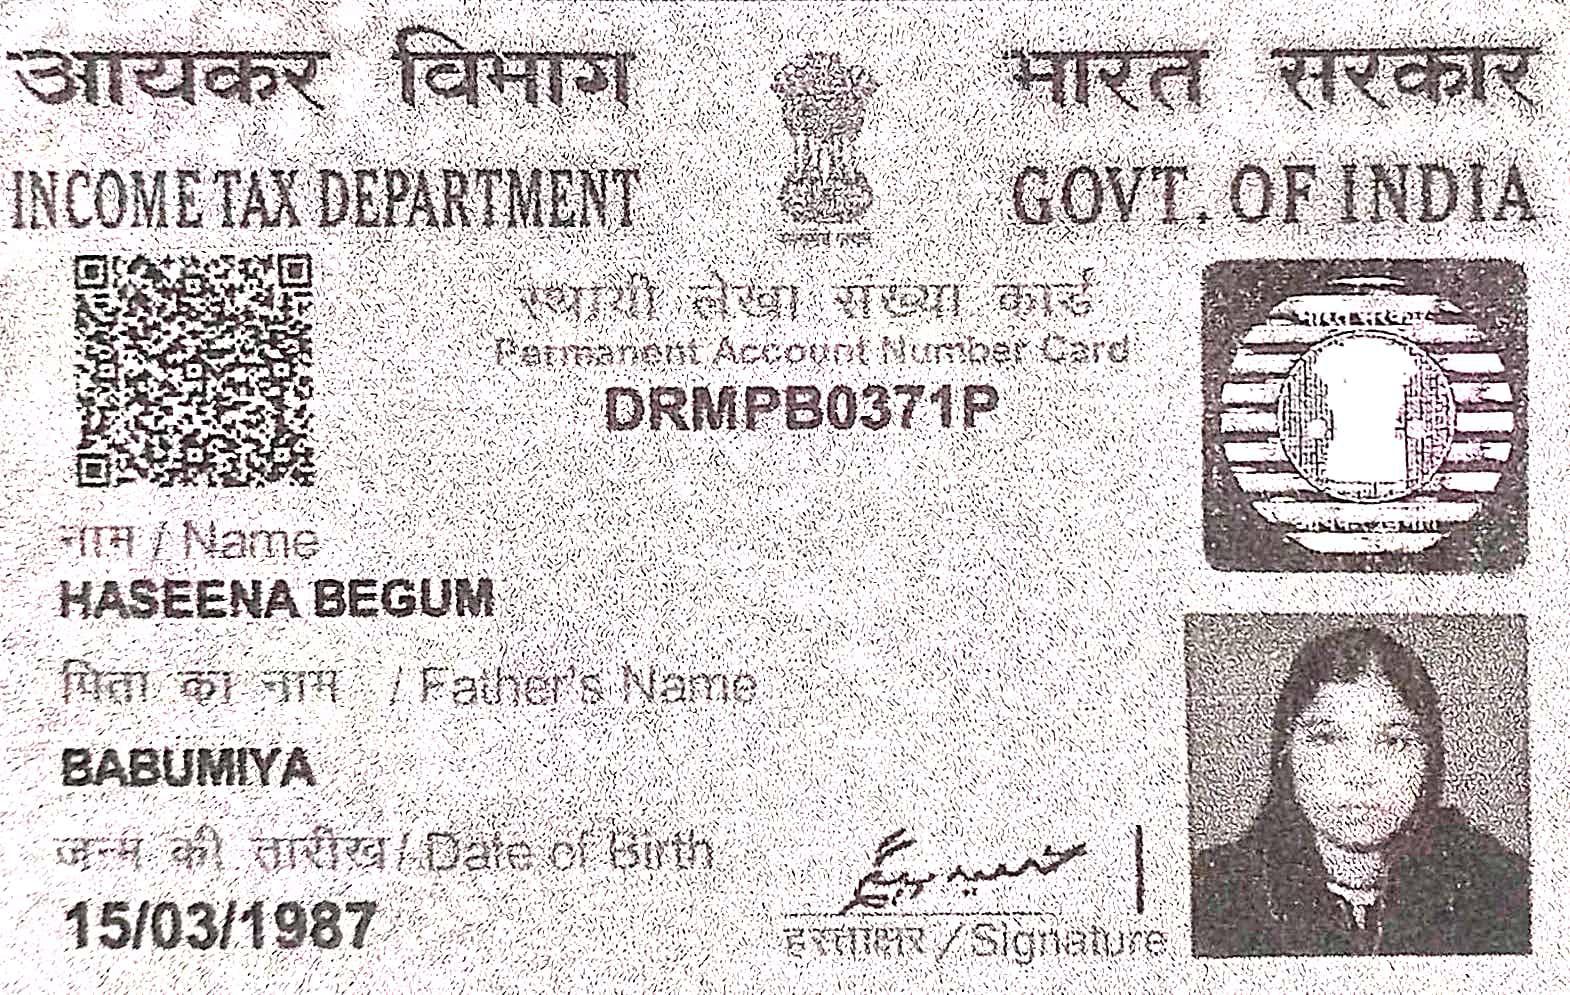 आयकर विभाग
भारत सरकार
INCOME TAX DEPARTMENT
GOVT. OF INDIA
स्थायी लेखा संख्या कार्ड
Permanent Account Number Card
DRMPB0371P
नाम / Name
HASEENA BEGUM
पिता का नाम / Father's Name
BABUMIYA
जन्म की तारीख / Date of Birth
15/03/1987
हस्ताक्षर / Signature